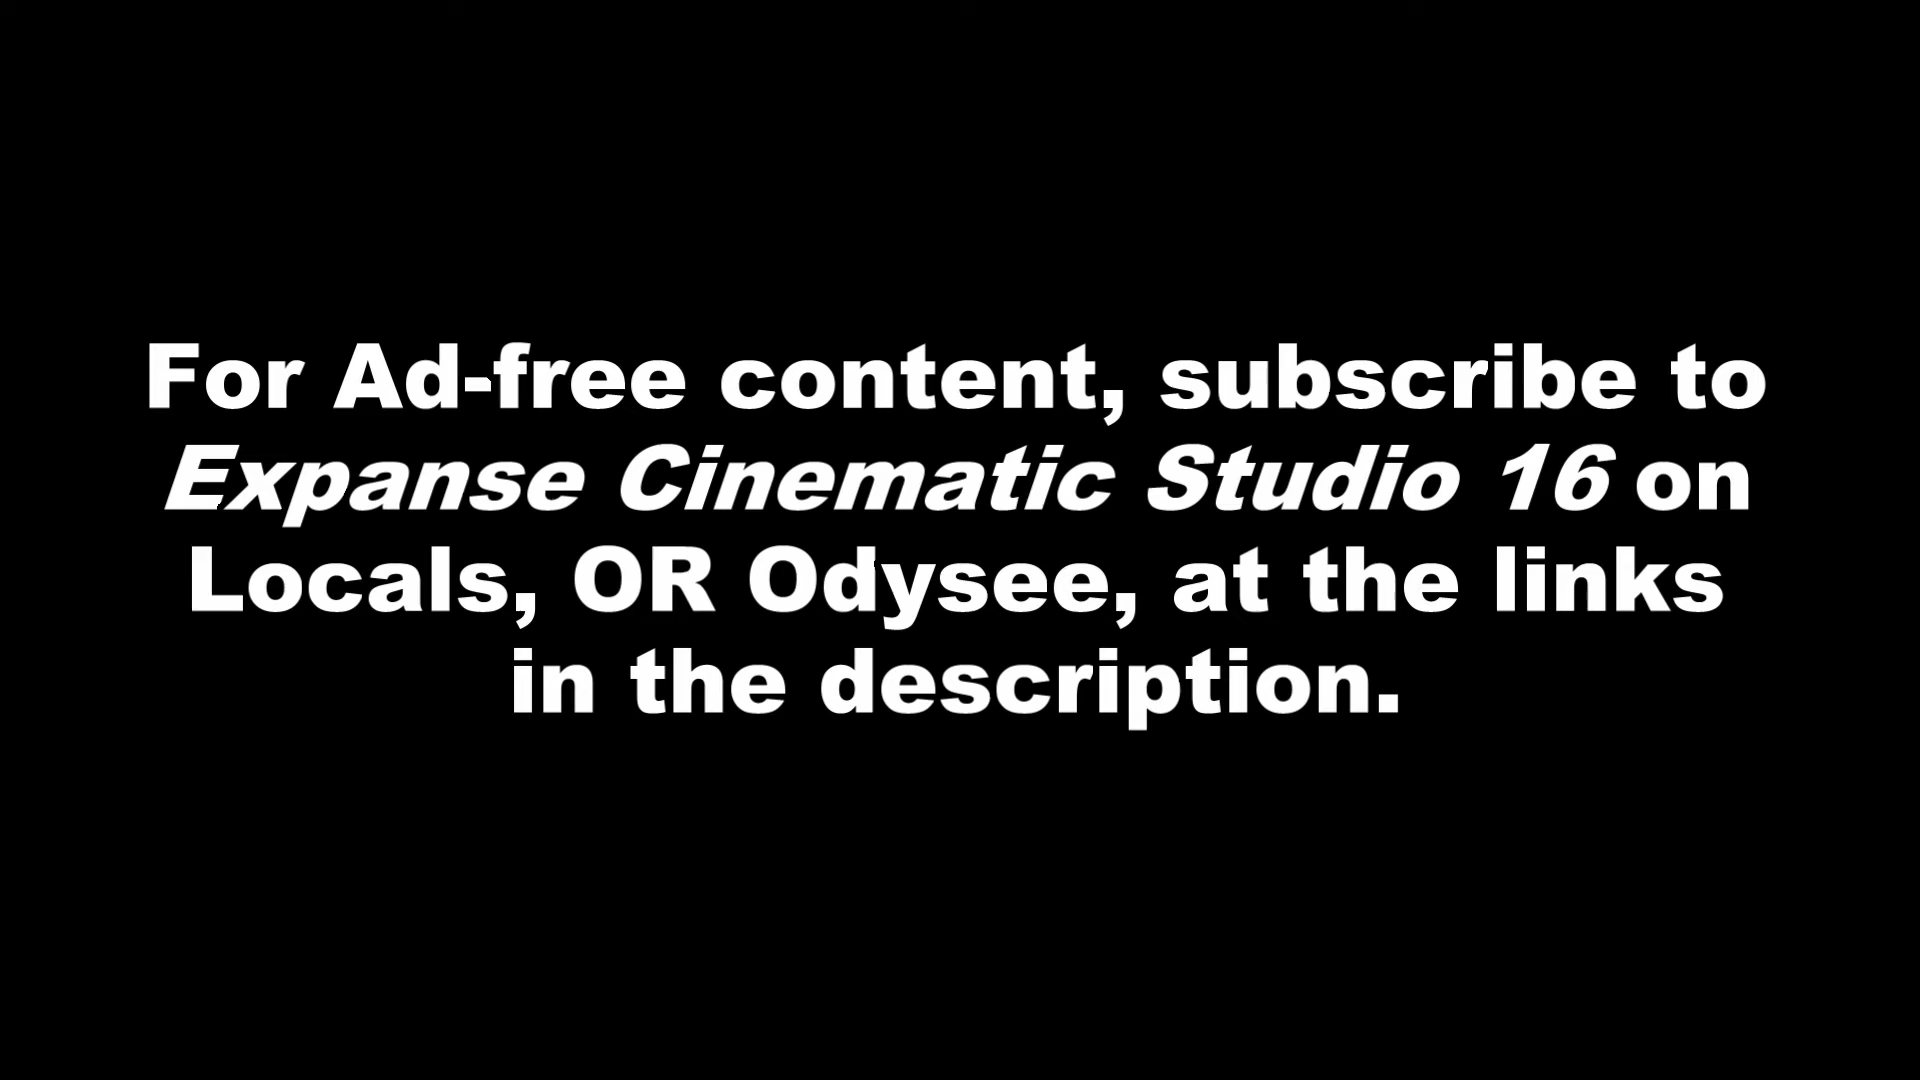 For Ad-free content, subscribe to
Expanse Cinematic Studio 16 on
Locals, OR Odysee, at the links
in the description.